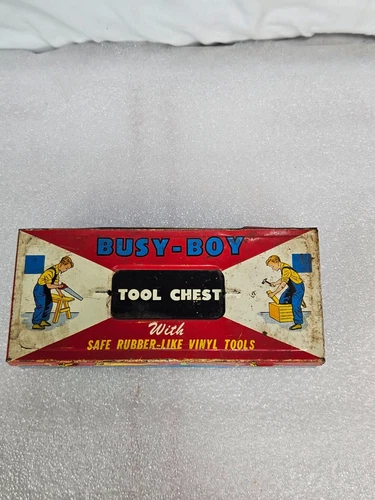 BUSY-BOY
TOOL CHEST
With
SAFE RUBBER-LIKE VINYL TOOLS